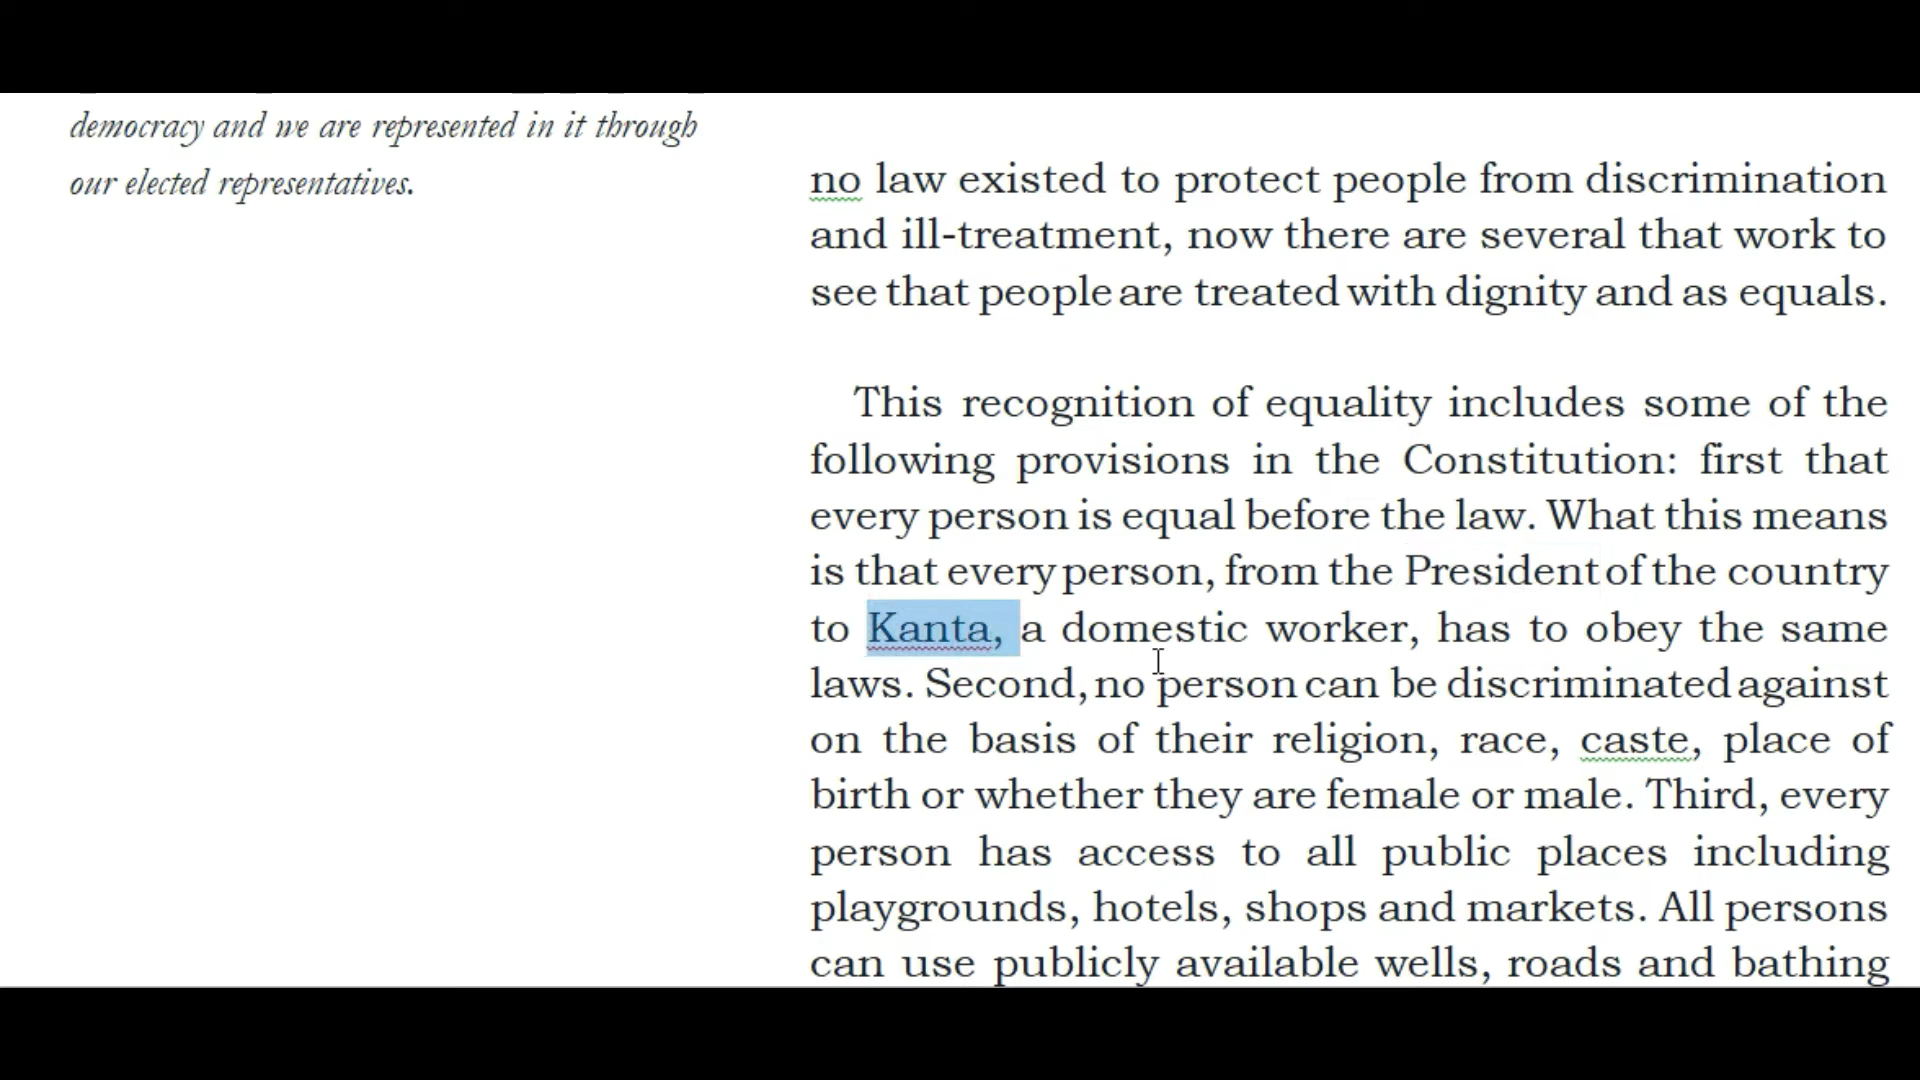 democracy and we are represented in it through
our elected representatives.
no law existed to protect people from discrimination
and ill-treatment, now there are several that work to
see that people are treated with dignity and as equals.
This recognition of equality includes some of the
following provisions in the Constitution: first that
every person is equal before the law. What this means
is that every person, from the President of the country
to Kanta, a domestic worker, has to obey the same
laws. Second, no person can be discriminated against
on the basis of their religion, race, caste, place of
birth or whether they are female or male. Third, every
person has access to all public places including
playgrounds, hotels, shops and markets. All persons
can use publicly available wells, roads and bathing